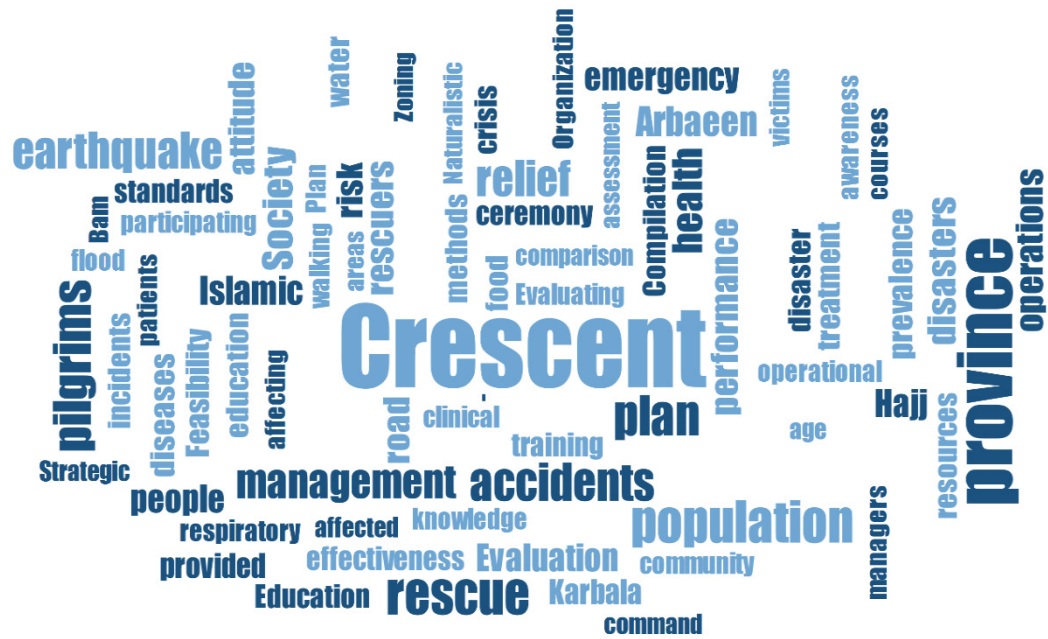 Organization
water
Zoning
attitude
Naturalistic
crisis
emergency
victims
awareness
courses
earthquake
Arbaeen
assessment
Society
standards
Plan
risk
rescuers
relief
Compilation
health
Bam
participating
walking
areas
methods
ceremony
flood
comparison
food
Evaluating
performance
disaster
treatment
prevalence
disasters
province
operations
Islamic
patients
pilgrims
incidents
Crescent
diseases
Feasibility
education
affecting
road
clinical
'
plan
operational
Hajj
training
age
resources
Strategic
management
accidents
people
respiratory
affected
knowledge
population
managers
provided
effectiveness
Evaluation
community
Education
rescue
Karbala
command